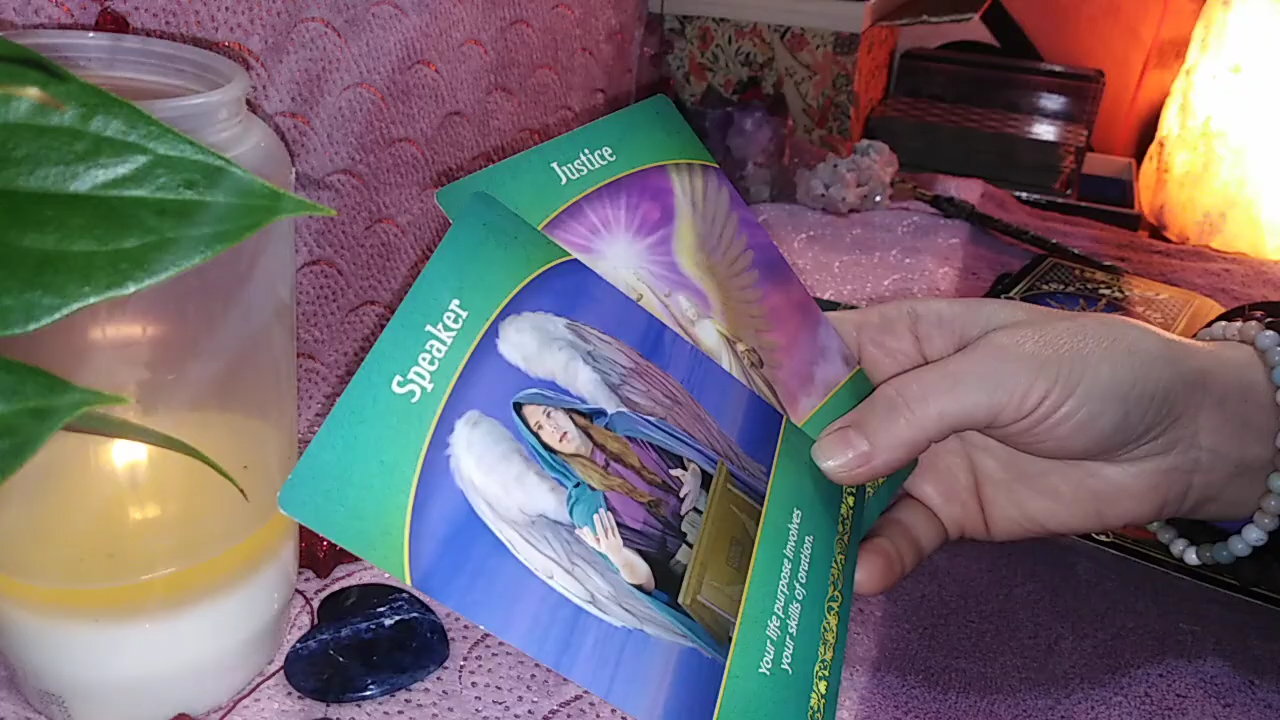 Justice
Speaker
Your life purpose involves
your skills of oration.